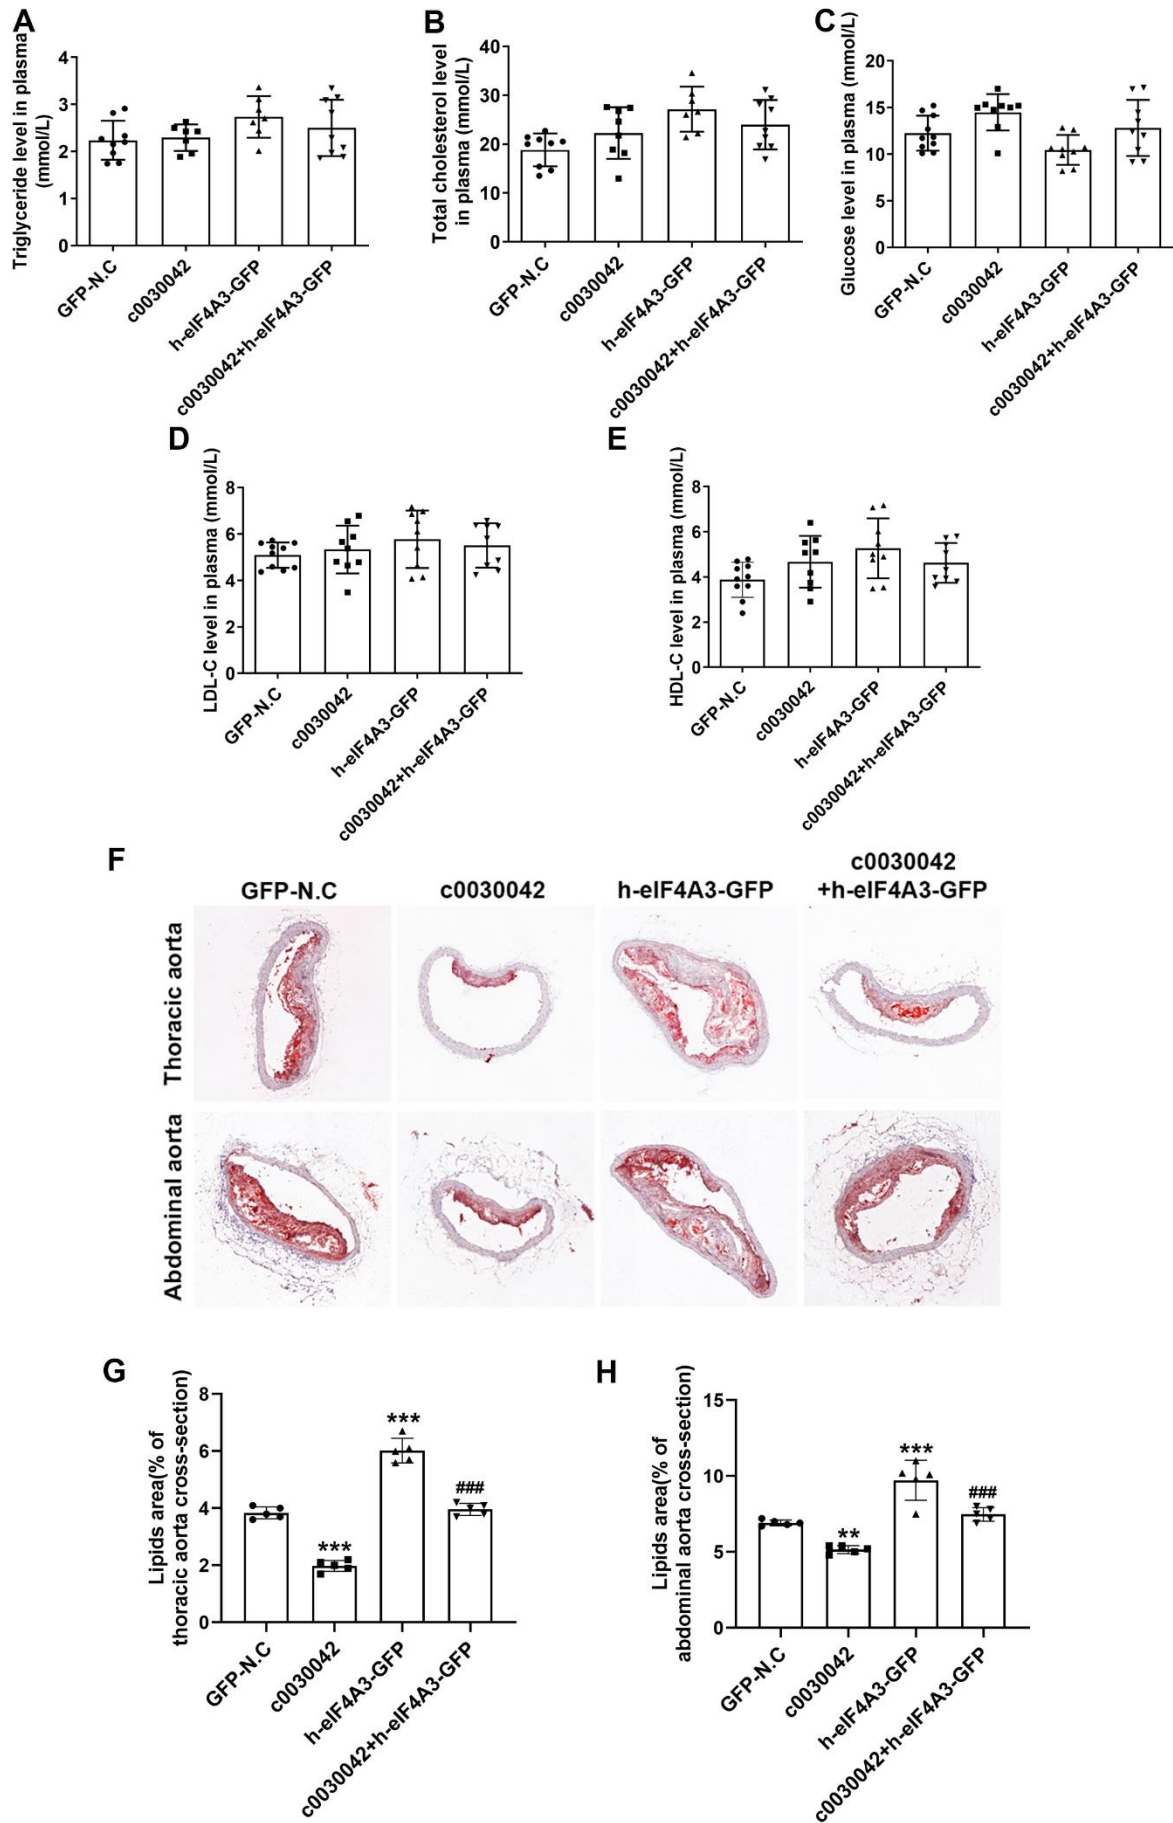 A
Triglyceride level in plasma
(mmol/L)
4
3
2
1
0
GFP-N.C
c0030042
h-eIF4A3-GFP
c0030042+h-eIF4A3-GFP
B
Total cholesterol level
in plasma (mmol/L)
40
30
20
10
0
GFP-N.C
c0030042
h-eIF4A3-GFP
c0030042+h-eIF4A3-GFP
C
Glucose level in plasma (mmol/L)
20
15
10
5
0
GFP-N.C
c0030042
h-eIF4A3-GFP
c0030042+h-eIF4A3-GFP
D
LDL-C level in plasma (mmol/L)
8
6
4
2
0
GFP-N.C
c0030042
h-eIF4A3-GFP
c0030042+h-eIF4A3-GFP
E
HDL-C level in plasma (mmol/L)
8
6
4
2
0
GFP-N.C
c0030042
h-eIF4A3-GFP
c0030042+h-eIF4A3-GFP
F
GFP-N.C
c0030042
h-eIF4A3-GFP
c0030042
+h-eIF4A3-GFP
Thoracic aorta
Abdominal aorta
G
Lipids area(% of
thoracic aorta cross-section)
8
6
4
2
0
***
***
###
GFP-N.C
c0030042
h-eIF4A3-GFP
c0030042+h-eIF4A3-GFP
H
Lipids area(% of
abdominal aorta cross-section)
15
10
5
0
**
***
###
GFP-N.C
c0030042
h-eIF4A3-GFP
c0030042+h-eIF4A3-GFP